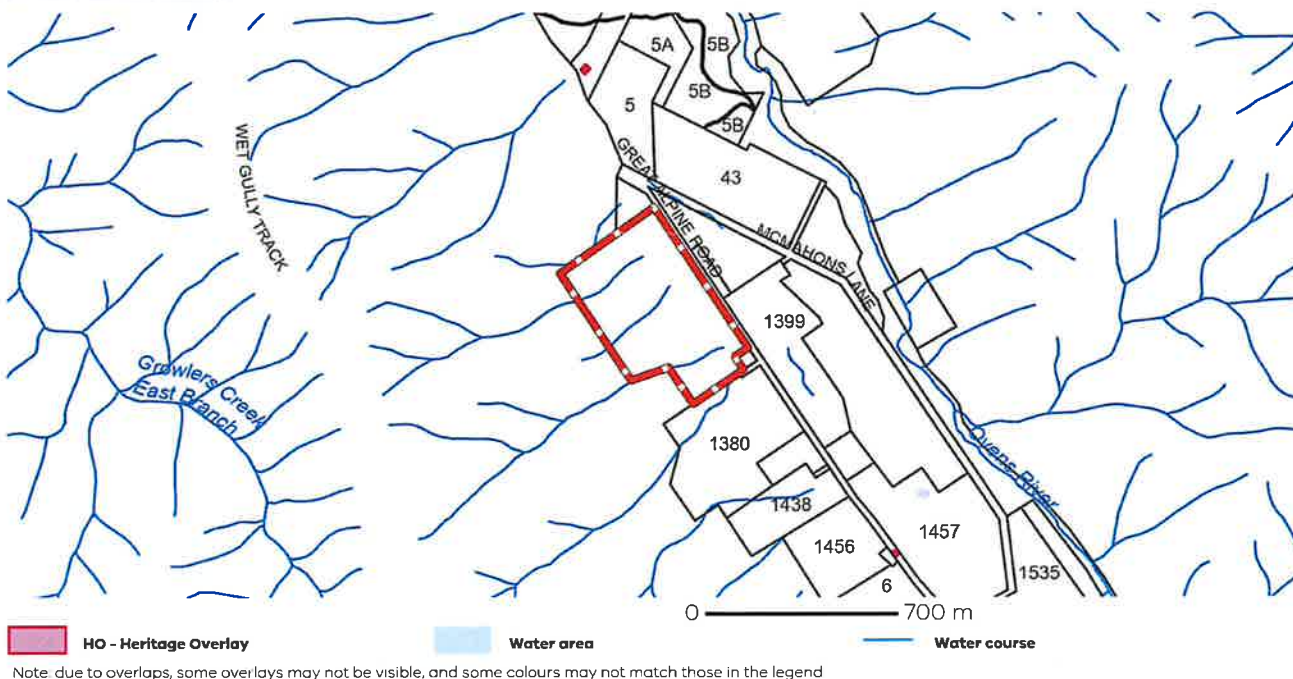 5A
5B
5B
5
5B
43
WET GULLY TRACK
GREAT ALPINE ROAD
MCMAHONS LANE
1399
Growlers Creek
East Branch
1380
Ovens River
1438
1457
1456
1535
6
0 700 m
HO - Heritage Overlay
Water area
Water course
Note: due to overlaps, some overlays may not be visible, and some colours may not match those in the legend